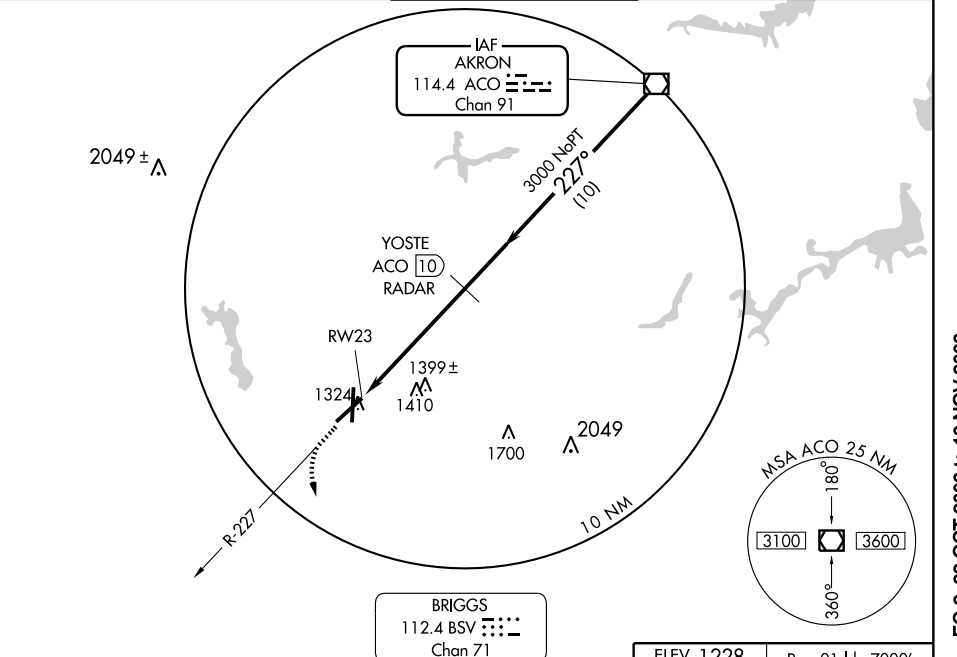 IAF
AKRON
114.4 ACO
Chan 91
2049 ±
3000 NoPT
227°
(10)
YOSTE
ACO 10
RADAR
RW23
1399 ±
1324
1410
2049
1700
MSA ACO 25 NM
180°
10 NM
3100
3600
R-227
360°
BRIGGS
112.4 BSV
Chan 71
ELEV 1228